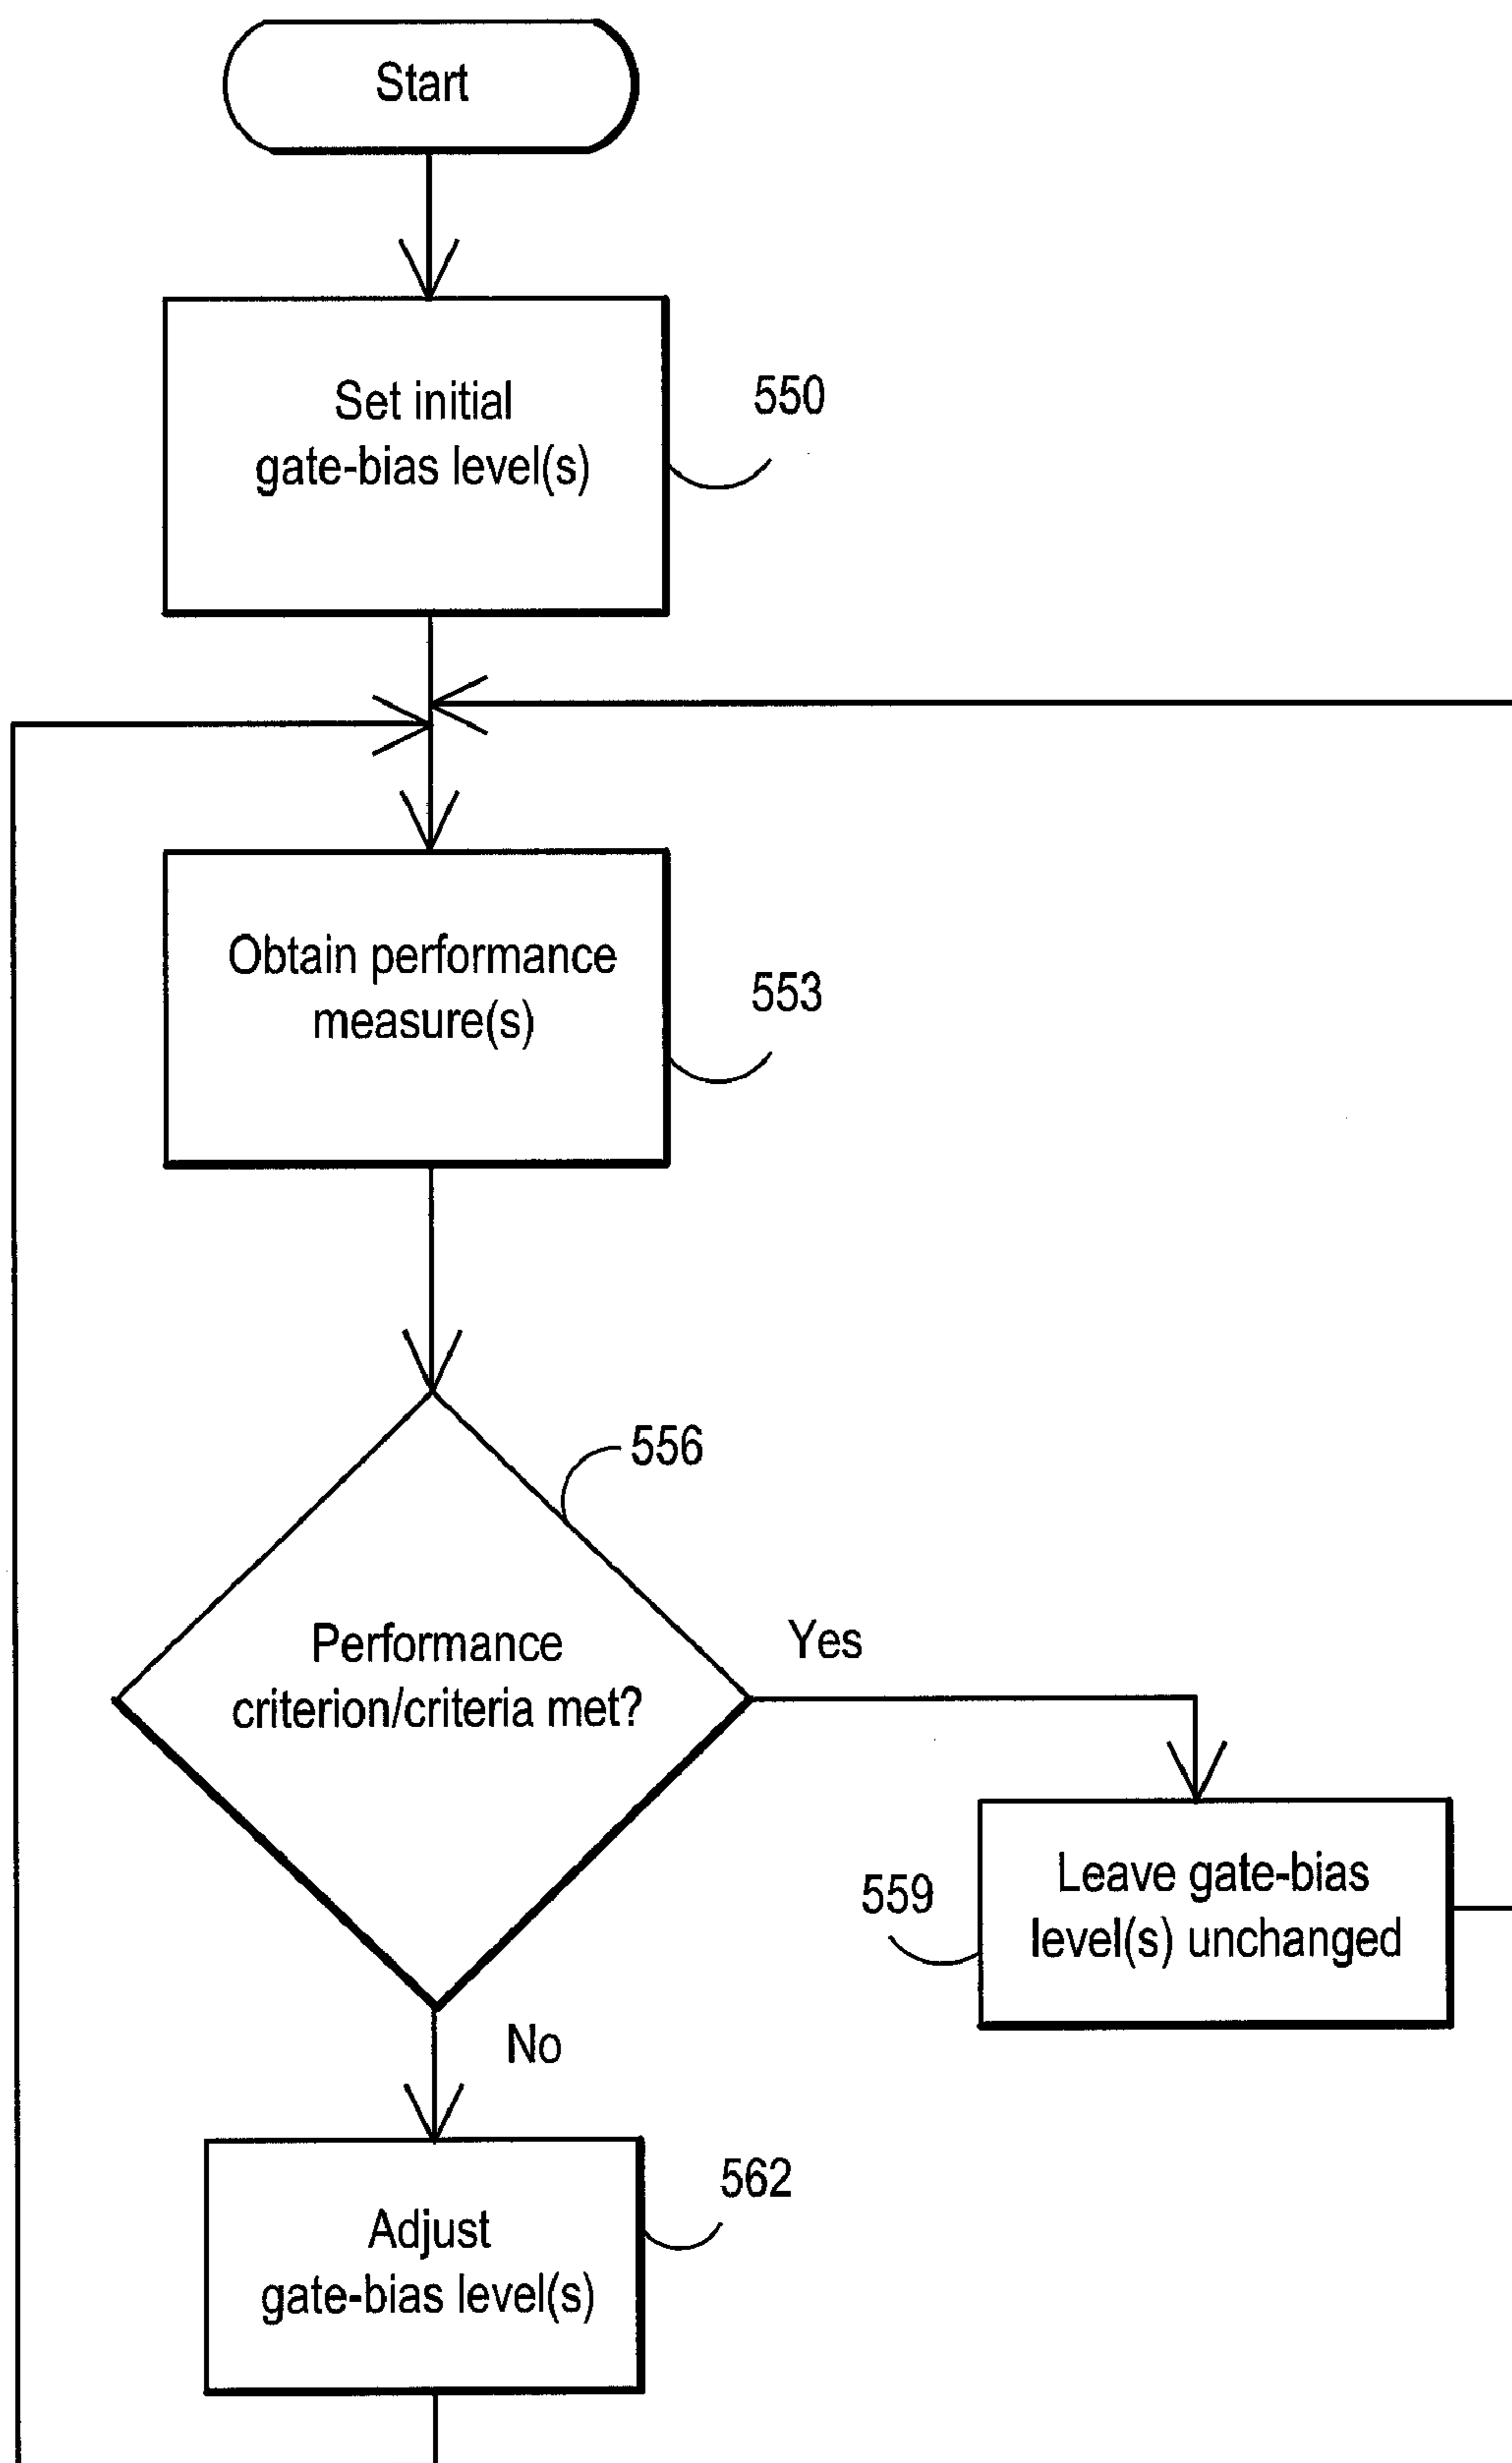 Start
Set initial
gate-bias level(s)
550
Obtain performance
measure(s)
553
556
Performance
criterion/criteria met?
Yes
Leave gate-bias
level(s) unchanged
559
No
Adjust
gate-bias level(s)
562